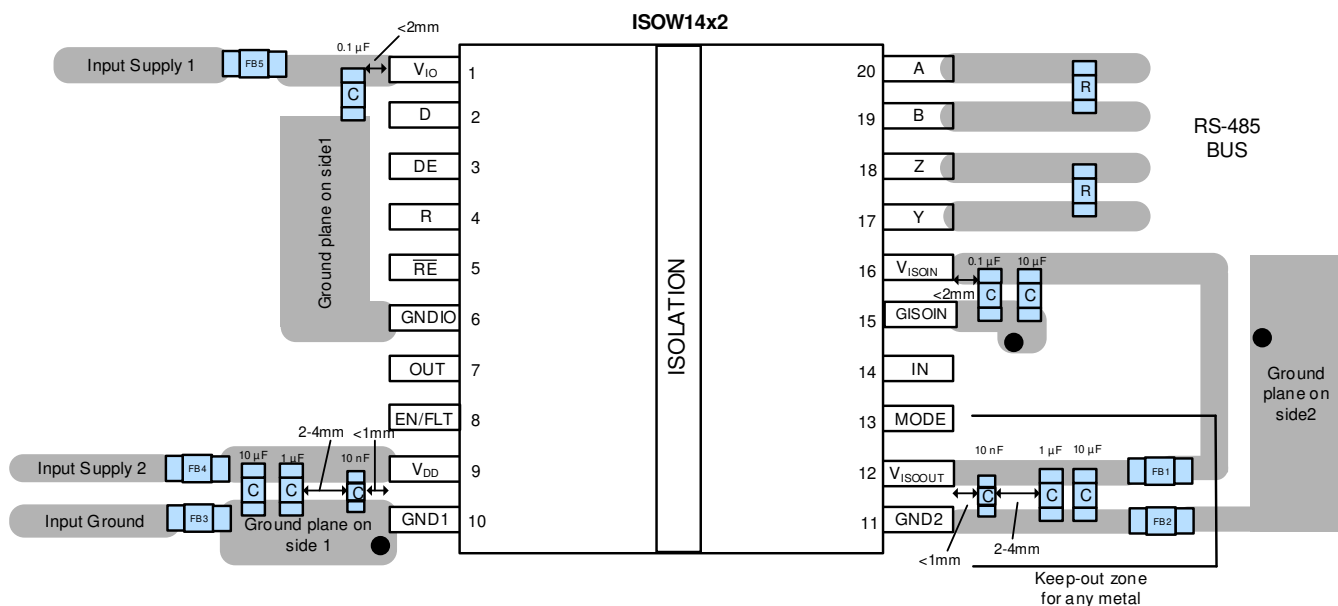 ISOW14x2
<2mm
0.1 µF
Input Supply 1
FB5
C
VIO
1
D
2
DE
3
R
4
RE
5
GNDIO
6
OUT
7
EN/FLT
8
VDD
9
GND1
10
Ground plane on side1
2-4mm
<1mm
10 µF
1 µF
10 nF
Input Supply 2
FB4
C
C
C
Input Ground
FB3
Ground plane on
side 1
ISOLATION
20
A
19
B
18
Z
17
Y
16
VISOIN
15
GISOIN
14
IN
13
MODE
12
VISOOUT
11
GND2
R
R
RS-485
BUS
0.1 µF
10 µF
<2mm
C
C
Ground
plane on
side2
10 nF
1 µF
10 µF
C
C
C
FB1
FB2
<1mm
2-4mm
Keep-out zone
for any metal